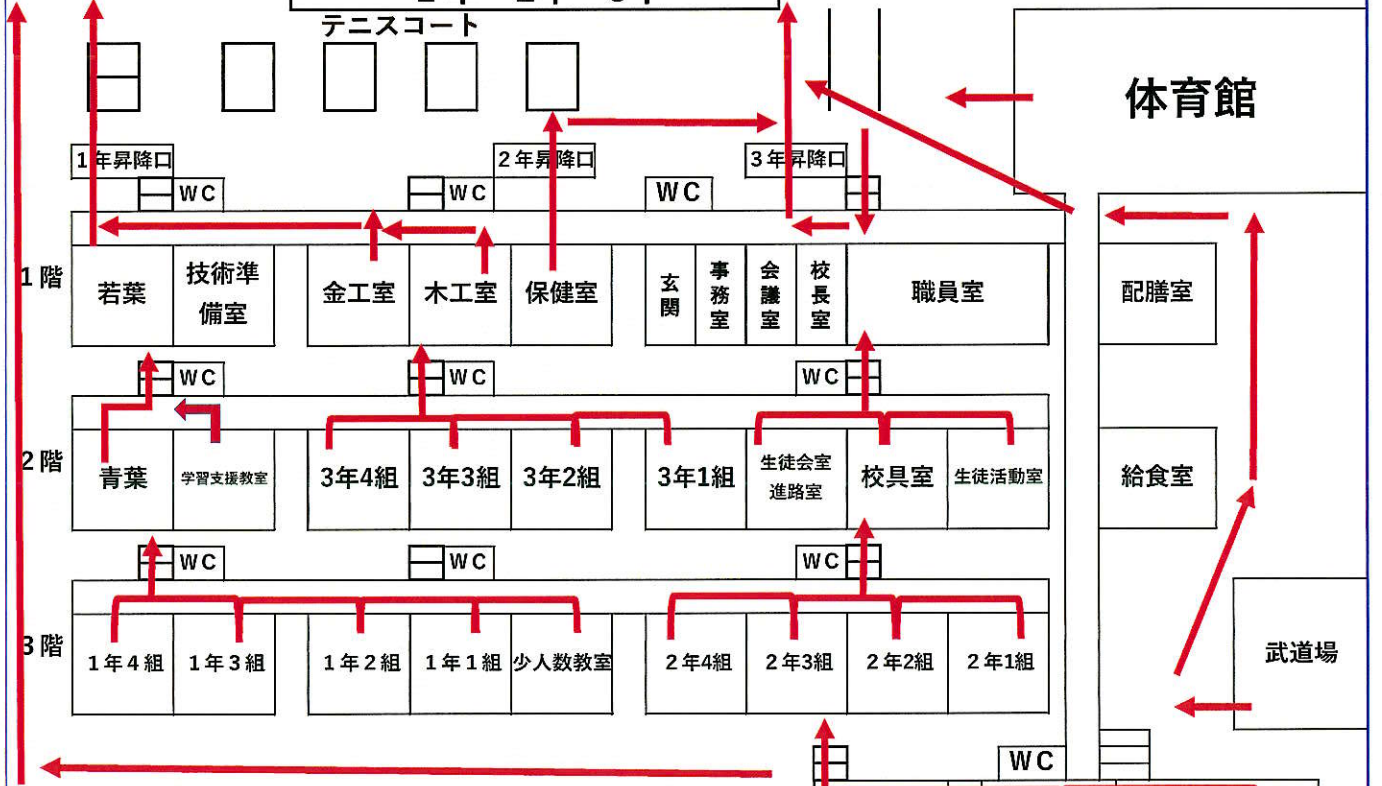 テニスコート
体育館
1年昇降口
2年昇降口
3年昇降口
WC
WC
WC
1階
若葉
技術準
備室
金工室
木工室
保健室
玄関
事務室
会議室
校長室
職員室
配膳室
WC
WC
WC
2階
青葉
学習支援教室
3年4組
3年3組
3年2組
3年1組
生徒会室
進路室
校具室
生徒活動室
給食室
WC
WC
WC
3階
1年4組
1年3組
1年2組
1年1組
少人数教室
2年4組
2年3組
2年2組
2年1組
武道場
WC